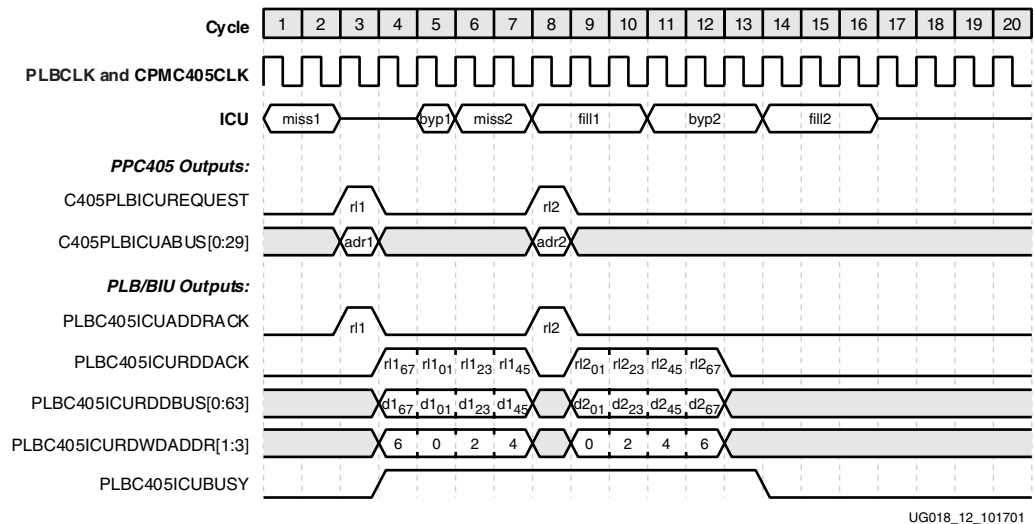 Cycle 1 2 3 4 5 6 7 8 9 10 11 12 13 14 15 16 17 18 19 20
PLBCLK and CPMC405CLK
ICU miss1 byp1 miss2 fill1 byp2 fill2
PPC405 Outputs:
C405PLBICUREQUEST rl1 rl2
C405PLBICUABUS[0:29] adr1 adr2
PLB/BIU Outputs:
PLBC405ICUADDRACK rl1 rl2
PLBC405ICURDDACK rl1₆₇ rl1₀₁ rl1₂₃ rl1₄₅ rl2₀₁ rl2₂₃ rl2₄₅ rl2₆₇
PLBC405ICURDDBUS[0:63] d1₆₇ d1₀₁ d1₂₃ d1₄₅ d2₀₁ d2₂₃ d2₄₅ d2₆₇
PLBC405ICURDWDADDR[1:3] 6 0 2 4 0 2 4 6
PLBC405ICUBUSY
UG018_12_101701